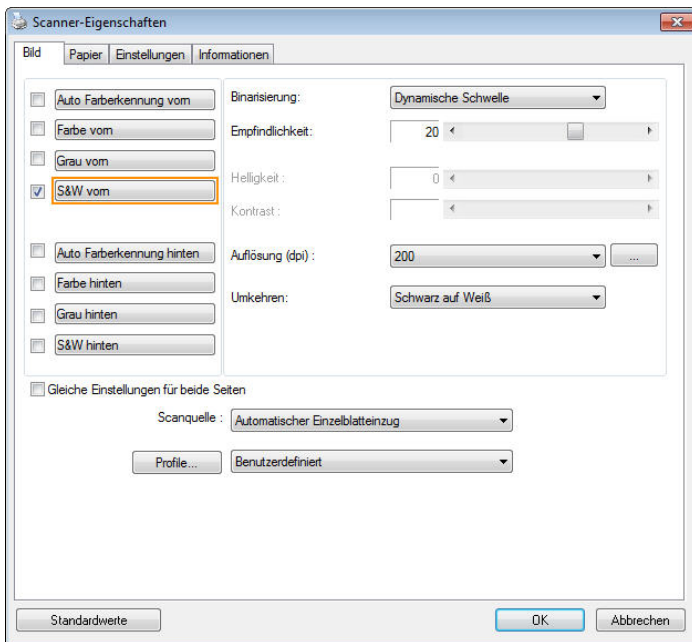 Scanner-Eigenschaften
Bild Papier Einstellungen Informationen
Auto Farberkennung vorn
Farbe vorn
Grau vorn
S&W vorn
Auto Farberkennung hinten
Farbe hinten
Grau hinten
S&W hinten
Binarisierung: Dynamische Schwelle
Empfindlichkeit: 20
Helligkeit : 0
Kontrast :
Auflösung (dpi) : 200 ...
Umkehren: Schwarz auf Weiß
Gleiche Einstellungen für beide Seiten
Scanquelle : Automatischer Einzelblatteinzug
Profile... Benutzerdefiniert
Standardwerte OK Abbrechen